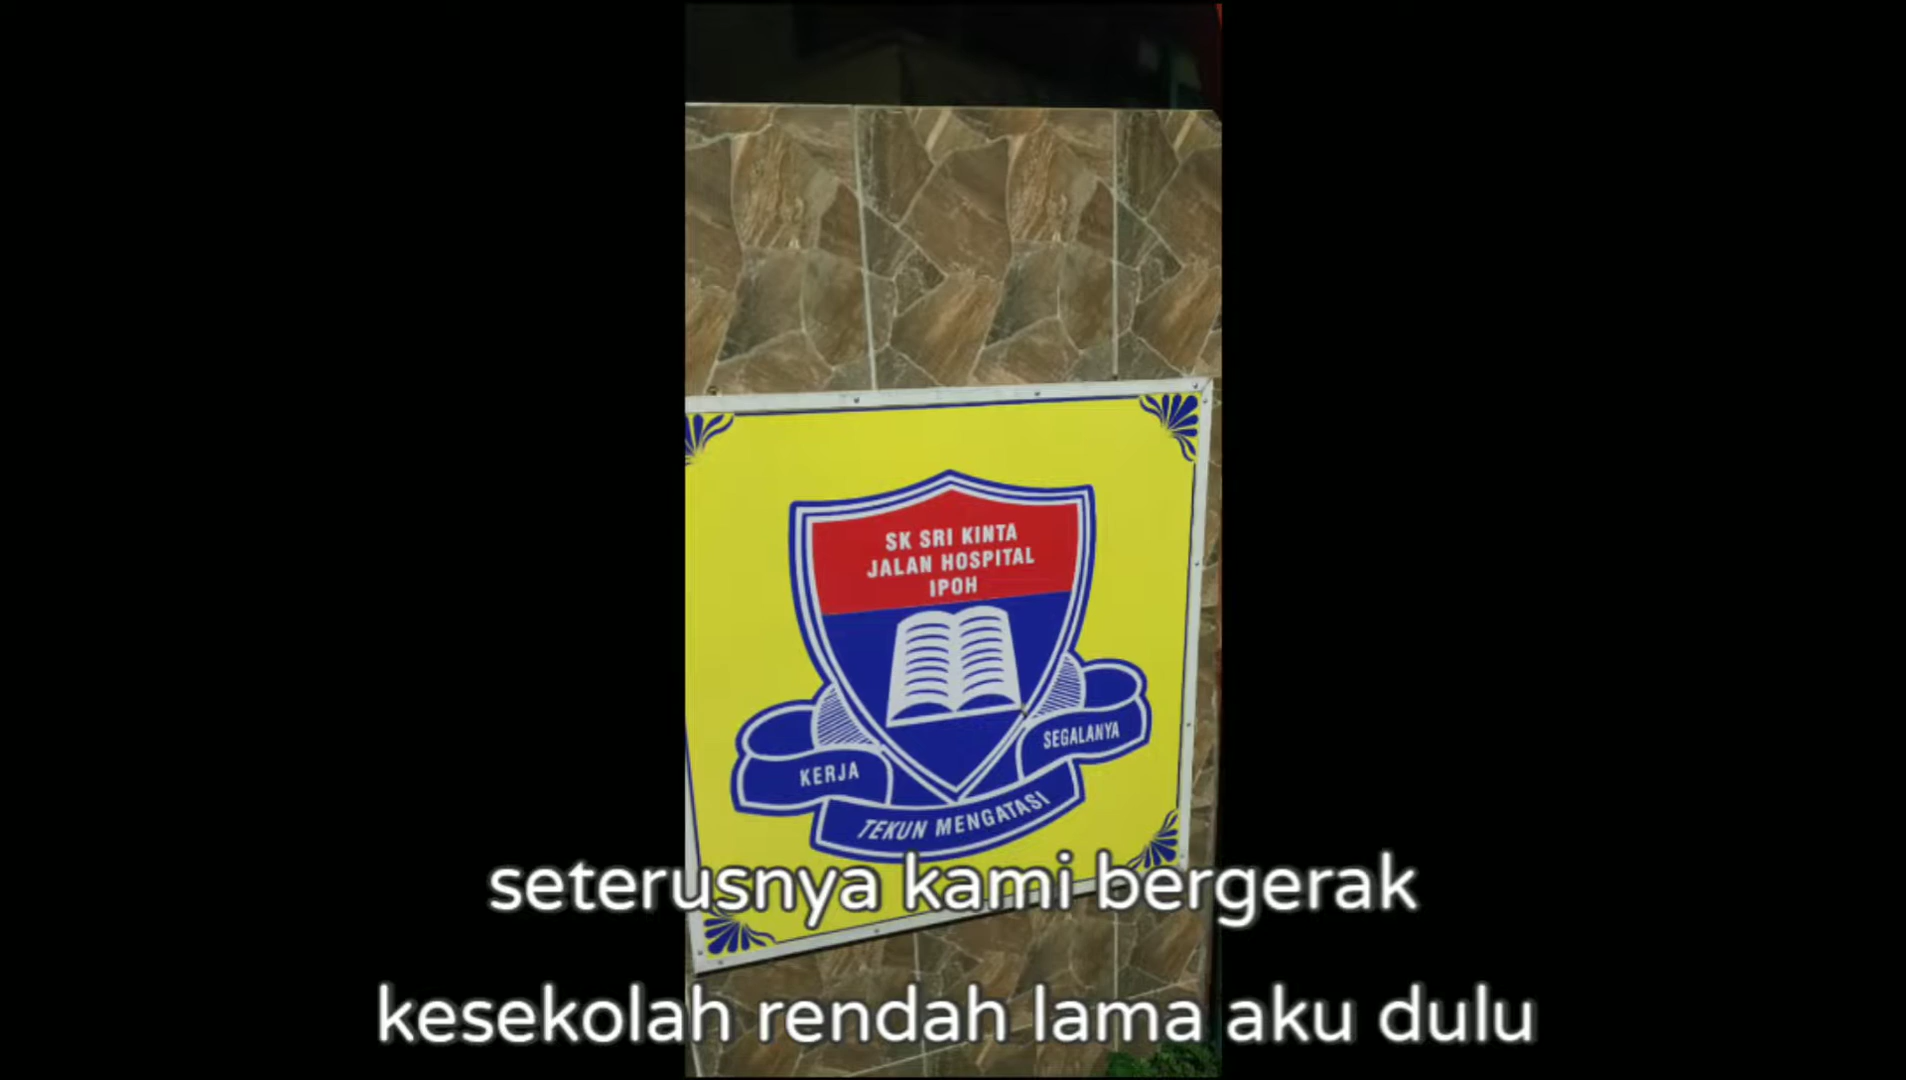 SK SRI KINTA
JALAN HOSPITAL
IPOH
KERJA
TEKUN MENGATASI
SEGALANYA
seterusnya kami bergerak
kesekolah rendah lama aku dulu